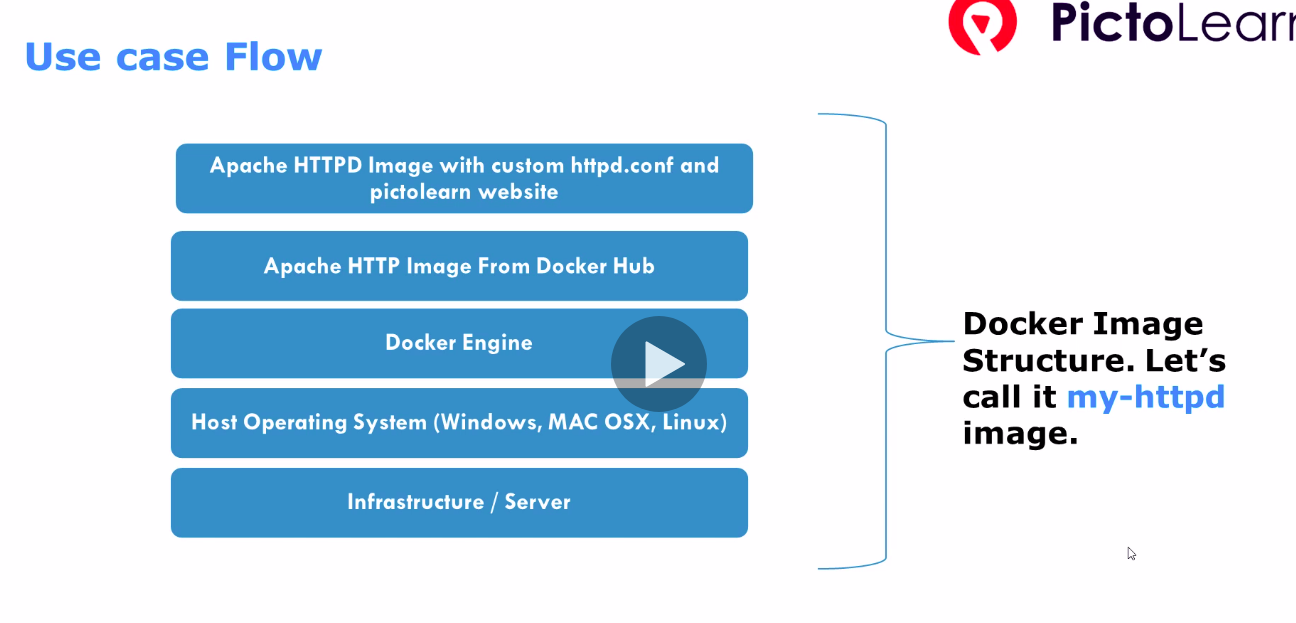 PictoLearn
Use case Flow
Apache HTTPD Image with custom httpd.conf and
pictolearn website
Apache HTTP Image From Docker Hub
Docker Engine
Host Operating System (Windows, MAC OSX, Linux)
Infrastructure / Server
Docker Image
Structure. Let’s
call it my-httpd
image.